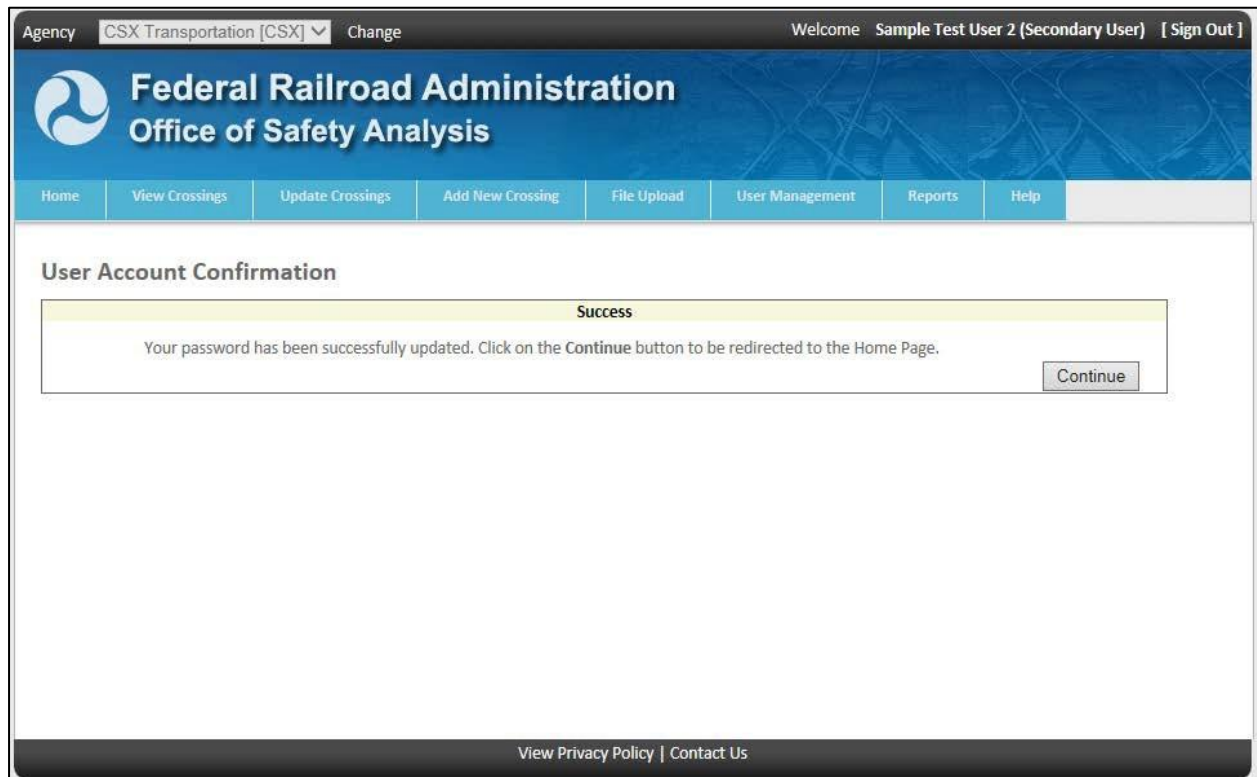 Agency CSX Transportation [CSX] Change Welcome Sample Test User 2 (Secondary User) [ Sign Out ]
Federal Railroad Administration
Office of Safety Analysis
Home View Crossings Update Crossings Add New Crossing File Upload User Management Reports Help
User Account Confirmation
Success
Your password has been successfully updated. Click on the Continue button to be redirected to the Home Page.
Continue
View Privacy Policy | Contact Us